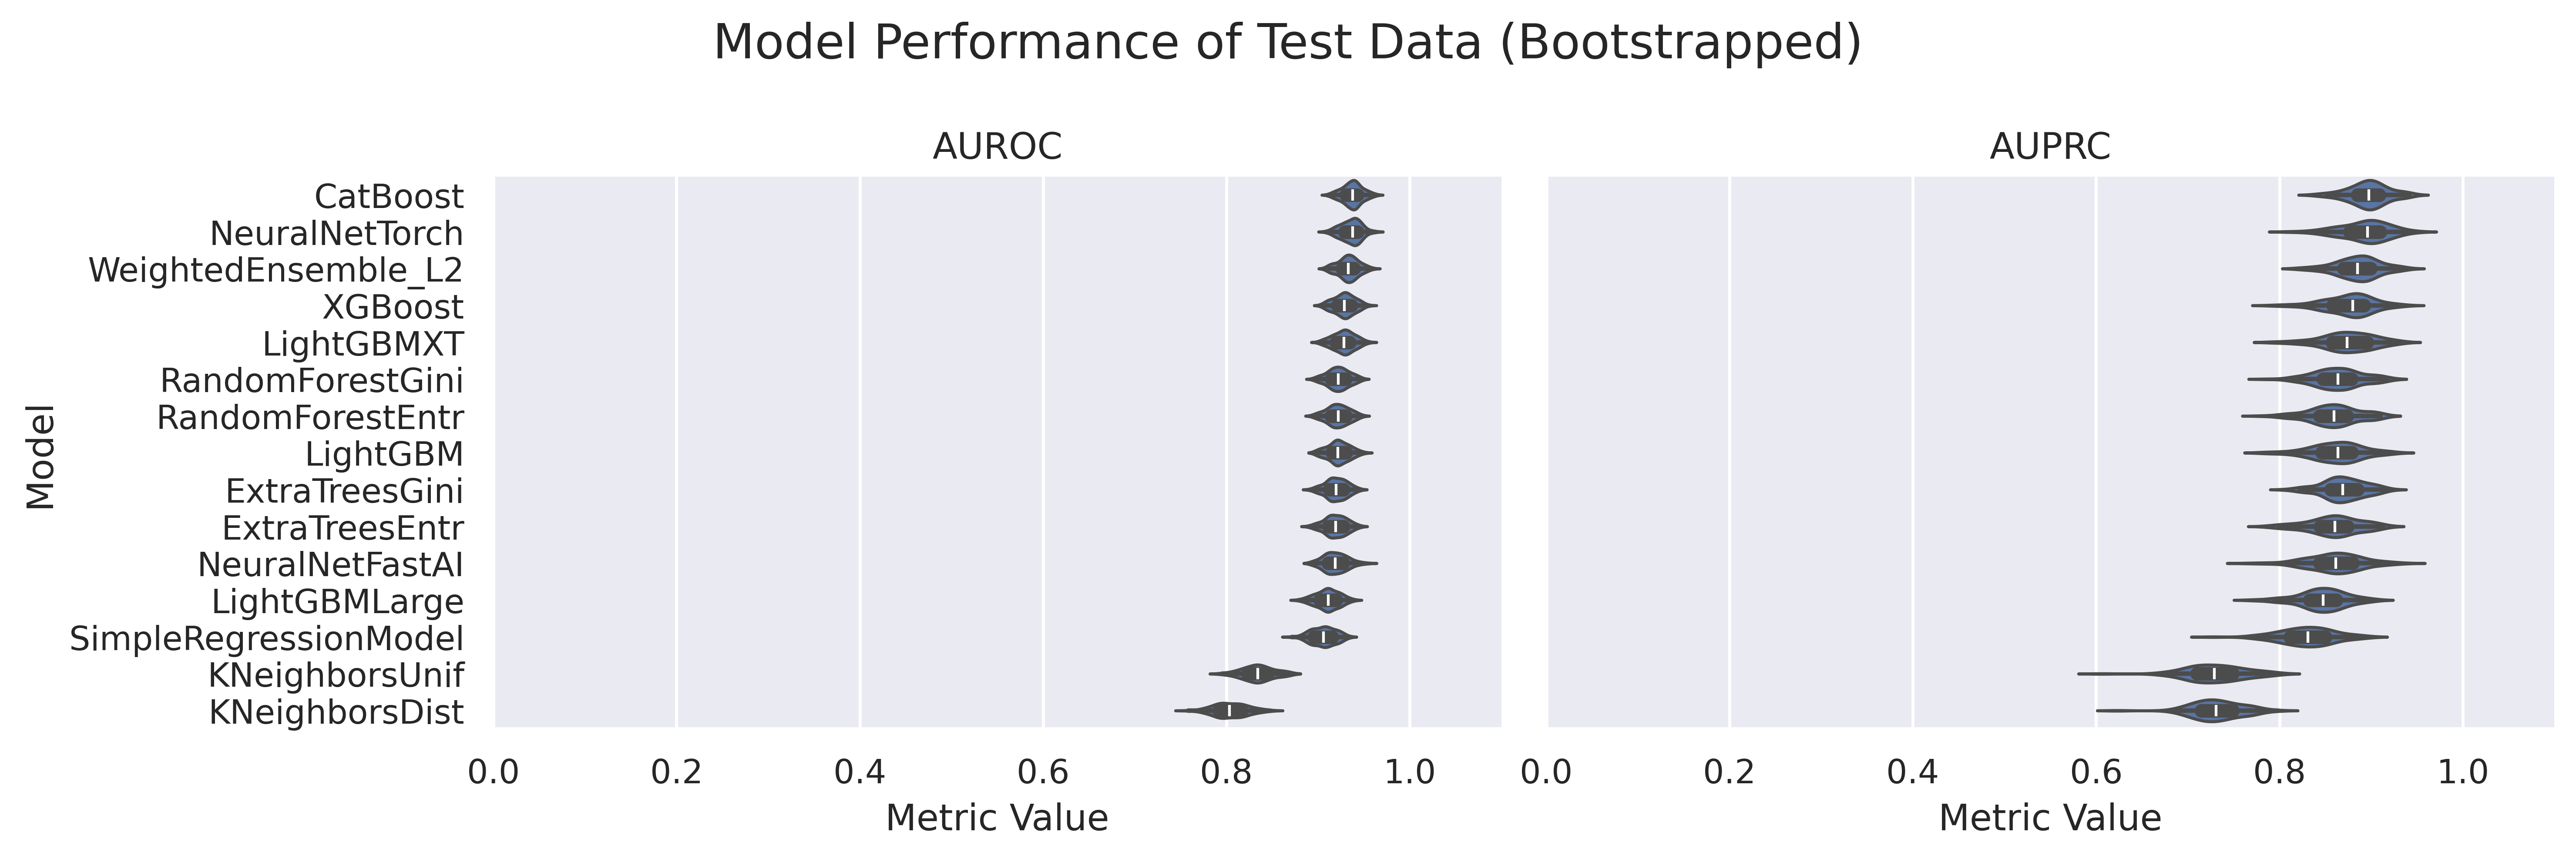 Model Performance of Test Data (Bootstrapped)
AUROC
AUPRC
Model
CatBoost
NeuralNetTorch
WeightedEnsemble_L2
XGBoost
LightGBMXT
RandomForestGini
RandomForestEntr
LightGBM
ExtraTreesGini
ExtraTreesEntr
NeuralNetFastAI
LightGBMLarge
SimpleRegressionModel
KNeighborsUnif
KNeighborsDist
0.0 0.2 0.4 0.6 0.8 1.0
0.0 0.2 0.4 0.6 0.8 1.0
Metric Value
Metric Value